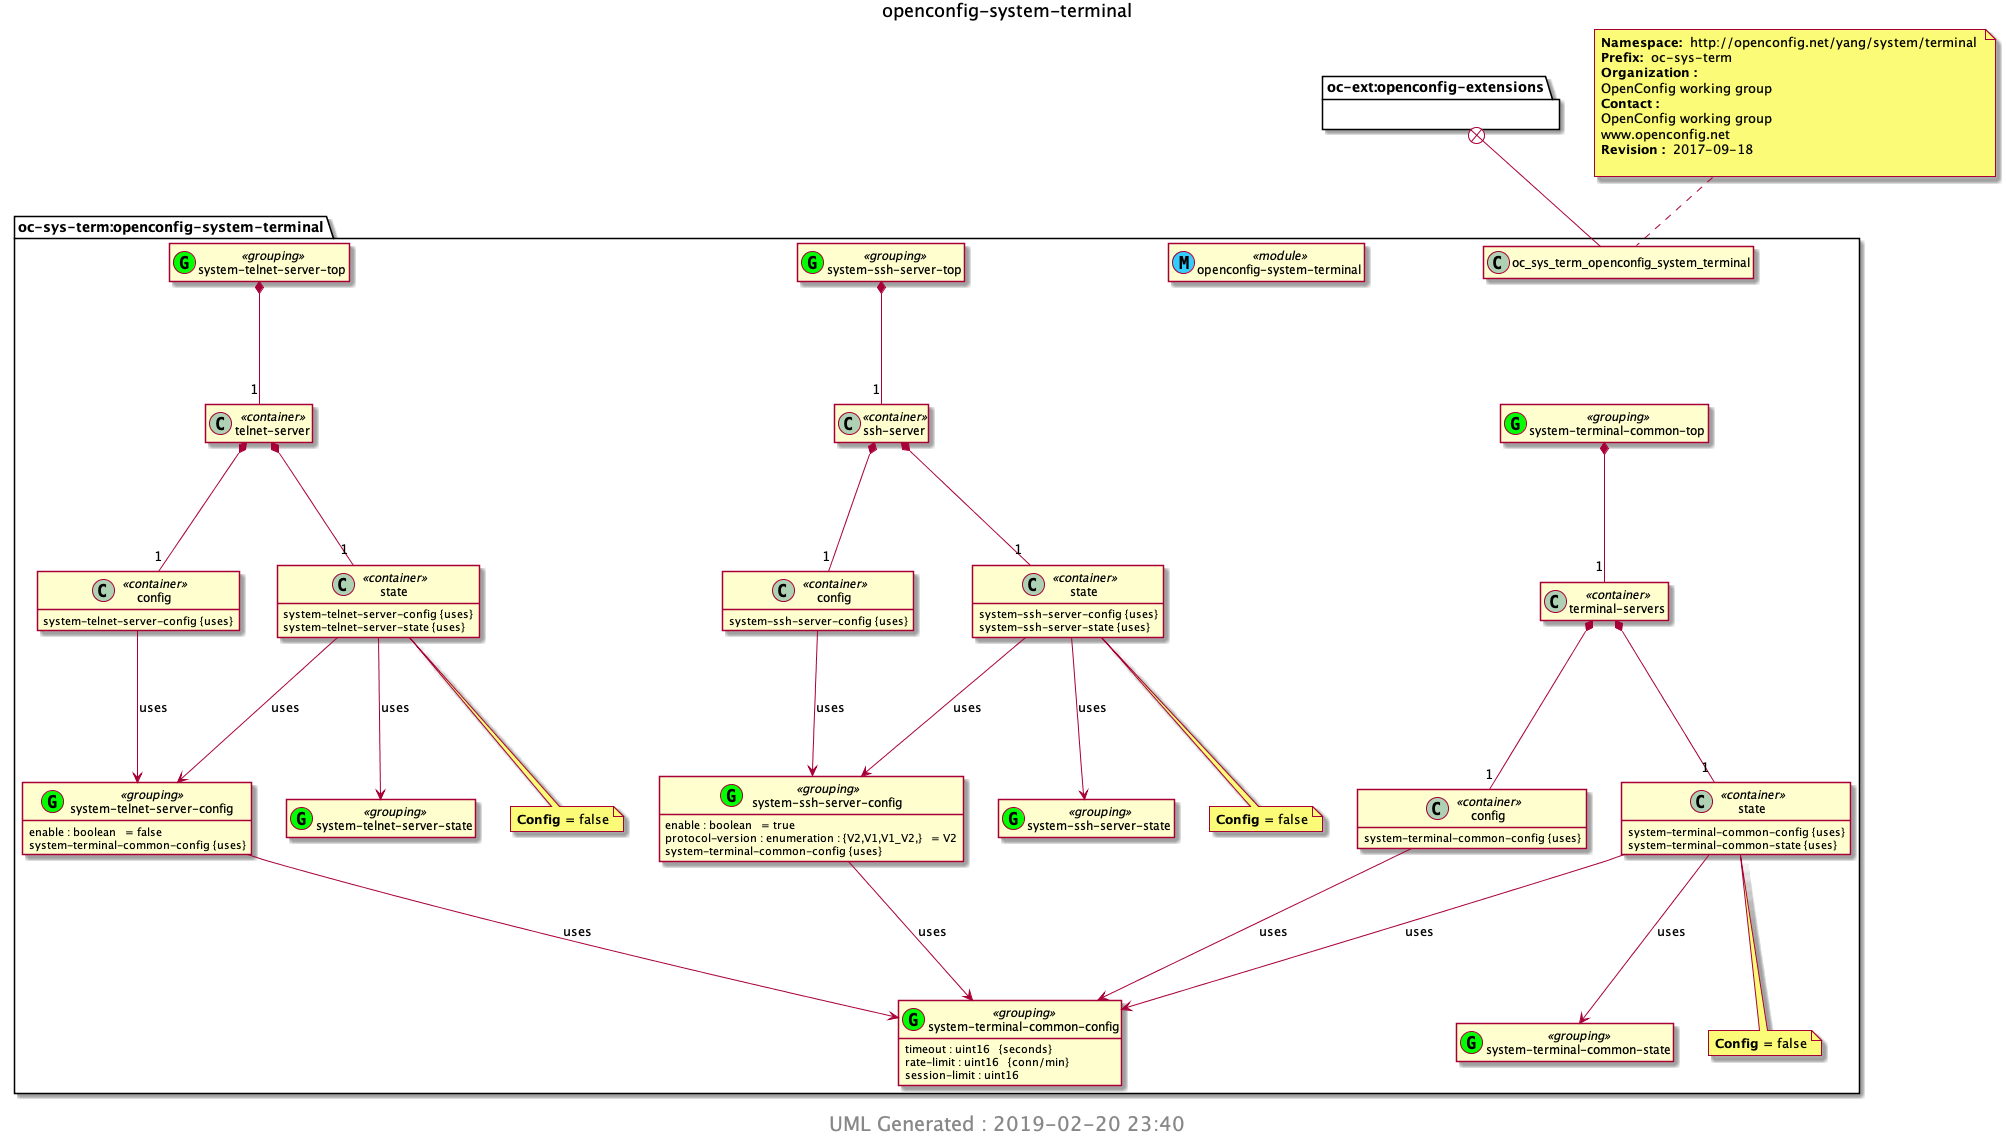 openconfig-system-terminal
Namespace:  http://openconfig.net/yang/system/terminal
Prefix:  oc-sys-term
Organization :
OpenConfig working group
Contact :
OpenConfig working group
www.openconfig.net
Revision :  2017-09-18
oc-ext:openconfig-extensions
oc-sys-term:openconfig-system-terminal
G
«grouping»
system-telnet-server-top
G
«grouping»
system-ssh-server-top
M
«module»
openconfig-system-terminal
C
oc_sys_term_openconfig_system_terminal
1
1
C
«container»
telnet-server
C
«container»
ssh-server
G
«grouping»
system-terminal-common-top
1
1
1
1
1
C
«container»
config
system-telnet-server-config {uses}
C
«container»
state
system-telnet-server-config {uses}
system-telnet-server-state {uses}
C
«container»
config
system-ssh-server-config {uses}
C
«container»
state
system-ssh-server-config {uses}
system-ssh-server-state {uses}
C
«container»
terminal-servers
uses
uses
uses
uses
uses
uses
1
1
G
«grouping»
system-telnet-server-config
enable : boolean   = false
system-terminal-common-config {uses}
G
«grouping»
system-telnet-server-state
Config = false
G
«grouping»
system-ssh-server-config
enable : boolean   = true
protocol-version : enumeration : {V2,V1,V1_V2,}   = V2
system-terminal-common-config {uses}
G
«grouping»
system-ssh-server-state
Config = false
C
«container»
config
system-terminal-common-config {uses}
C
«container»
state
system-terminal-common-config {uses}
system-terminal-common-state {uses}
uses
uses
uses
uses
uses
G
«grouping»
system-terminal-common-config
timeout : uint16   {seconds}
rate-limit : uint16   {conn/min}
session-limit : uint16
G
«grouping»
system-terminal-common-state
Config = false
UML Generated : 2019-02-20 23:40